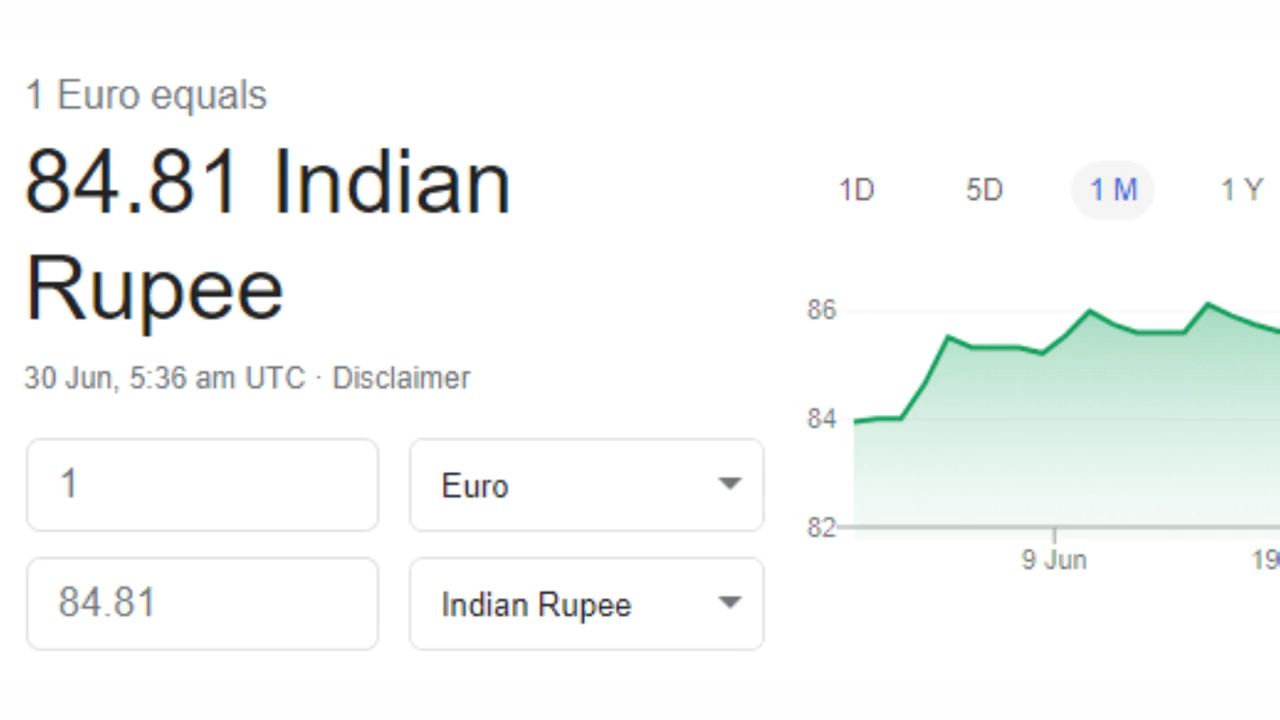 1 Euro equals
84.81 Indian
Rupee
30 Jun, 5:36 am UTC · Disclaimer
1
Euro
84.81
Indian Rupee
1D 5D 1 M 1 Y
86
84
82
9 Jun 19